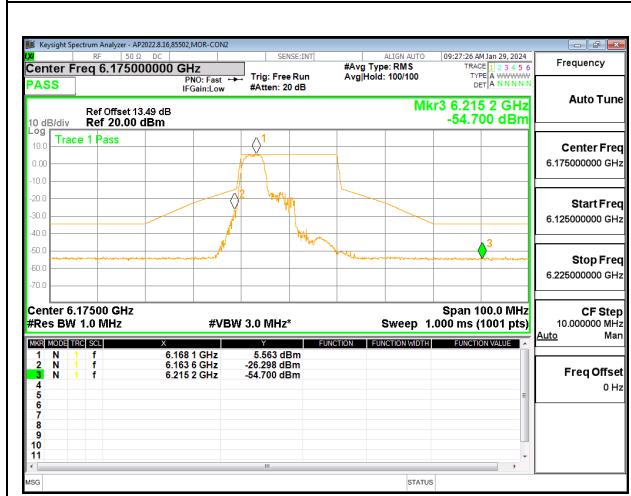 Keysight Spectrum Analyzer - AP2022.8.16,85502,MOR-CON2
RF 50 Ω DC SENSE:INT ALIGN AUTO 09:27:26 AM Jan 29, 2024
Center Freq 6.175000000 GHz
PNO: Fast
IFGain:Low
Trig: Free Run
#Atten: 20 dB
#Avg Type: RMS
Avg|Hold: 100/100
TRACE 1 2 3 4 5 6
TYPE A WWWWW
DET A N N N N N
PASS
Ref Offset 13.49 dB
Ref 20.00 dBm
10 dB/div
Log
Mkr3 6.215 2 GHz
-54.700 dBm
Trace 1 Pass
10.0
0.00
-10.0
-20.0
-30.0
-40.0
-50.0
-60.0
-70.0
1
2
3
Center 6.17500 GHz
Span 100.0 MHz
#Res BW 1.0 MHz
#VBW 3.0 MHz*
Sweep 1.000 ms (1001 pts)
MKR MODE TRC SCL X Y FUNCTION FUNCTION WIDTH FUNCTION VALUE
1 N 1 f 6.168 1 GHz 5.563 dBm
2 N 1 f 6.163 6 GHz -26.298 dBm
3 N 1 f 6.215 2 GHz -54.700 dBm
4
5
6
7
8
9
10
11
MSG
STATUS
Frequency
Auto Tune
Center Freq
6.175000000 GHz
Start Freq
6.125000000 GHz
Stop Freq
6.225000000 GHz
CF Step
10.000000 MHz
Auto Man
Freq Offset
0 Hz